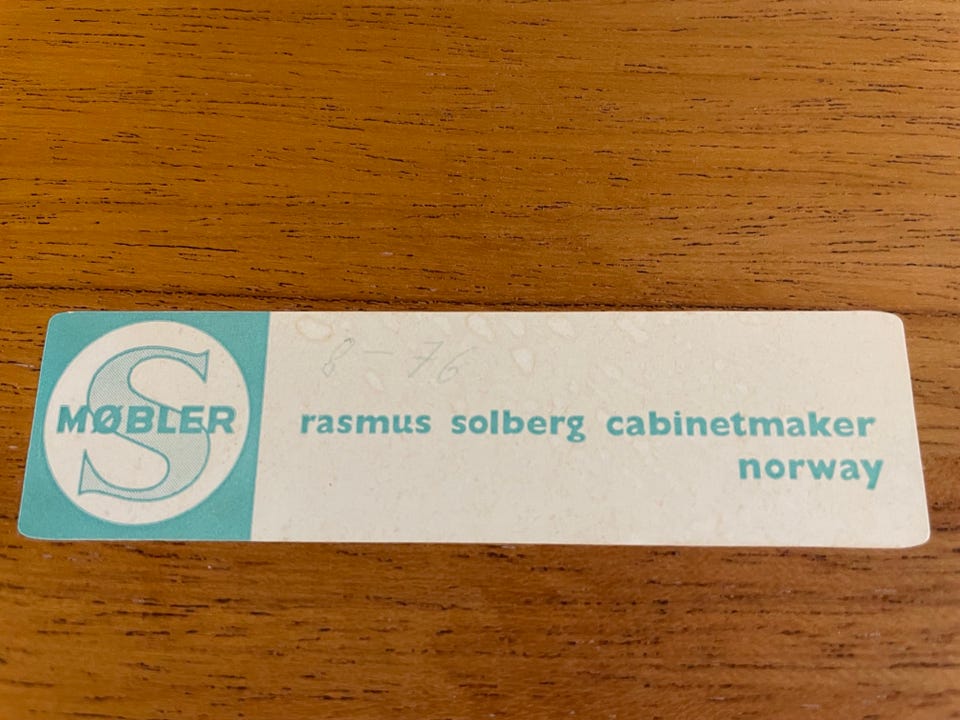 S
MØBLER
8 - 76
rasmus solberg cabinetmaker
norway